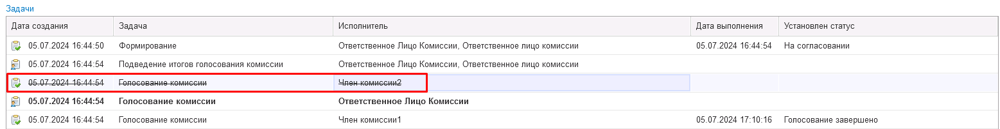 Задачи
Дата создания Задача Исполнитель Дата выполнения Установлен статус
05.07.2024 16:44:50 Формирование Ответственное Лицо Комиссии, Ответственное лицо комиссии 05.07.2024 16:44:54 На согласовании
05.07.2024 16:44:54 Подведение итогов голосования комиссии Ответственное Лицо Комиссии, Ответственное лицо комиссии
05.07.2024 16:44:54 Голосование комиссии Член комиссии2
05.07.2024 16:44:54 Голосование комиссии Ответственное Лицо Комиссии
05.07.2024 16:44:54 Голосование комиссии Член комиссии1 05.07.2024 17:10:16 Голосование завершено